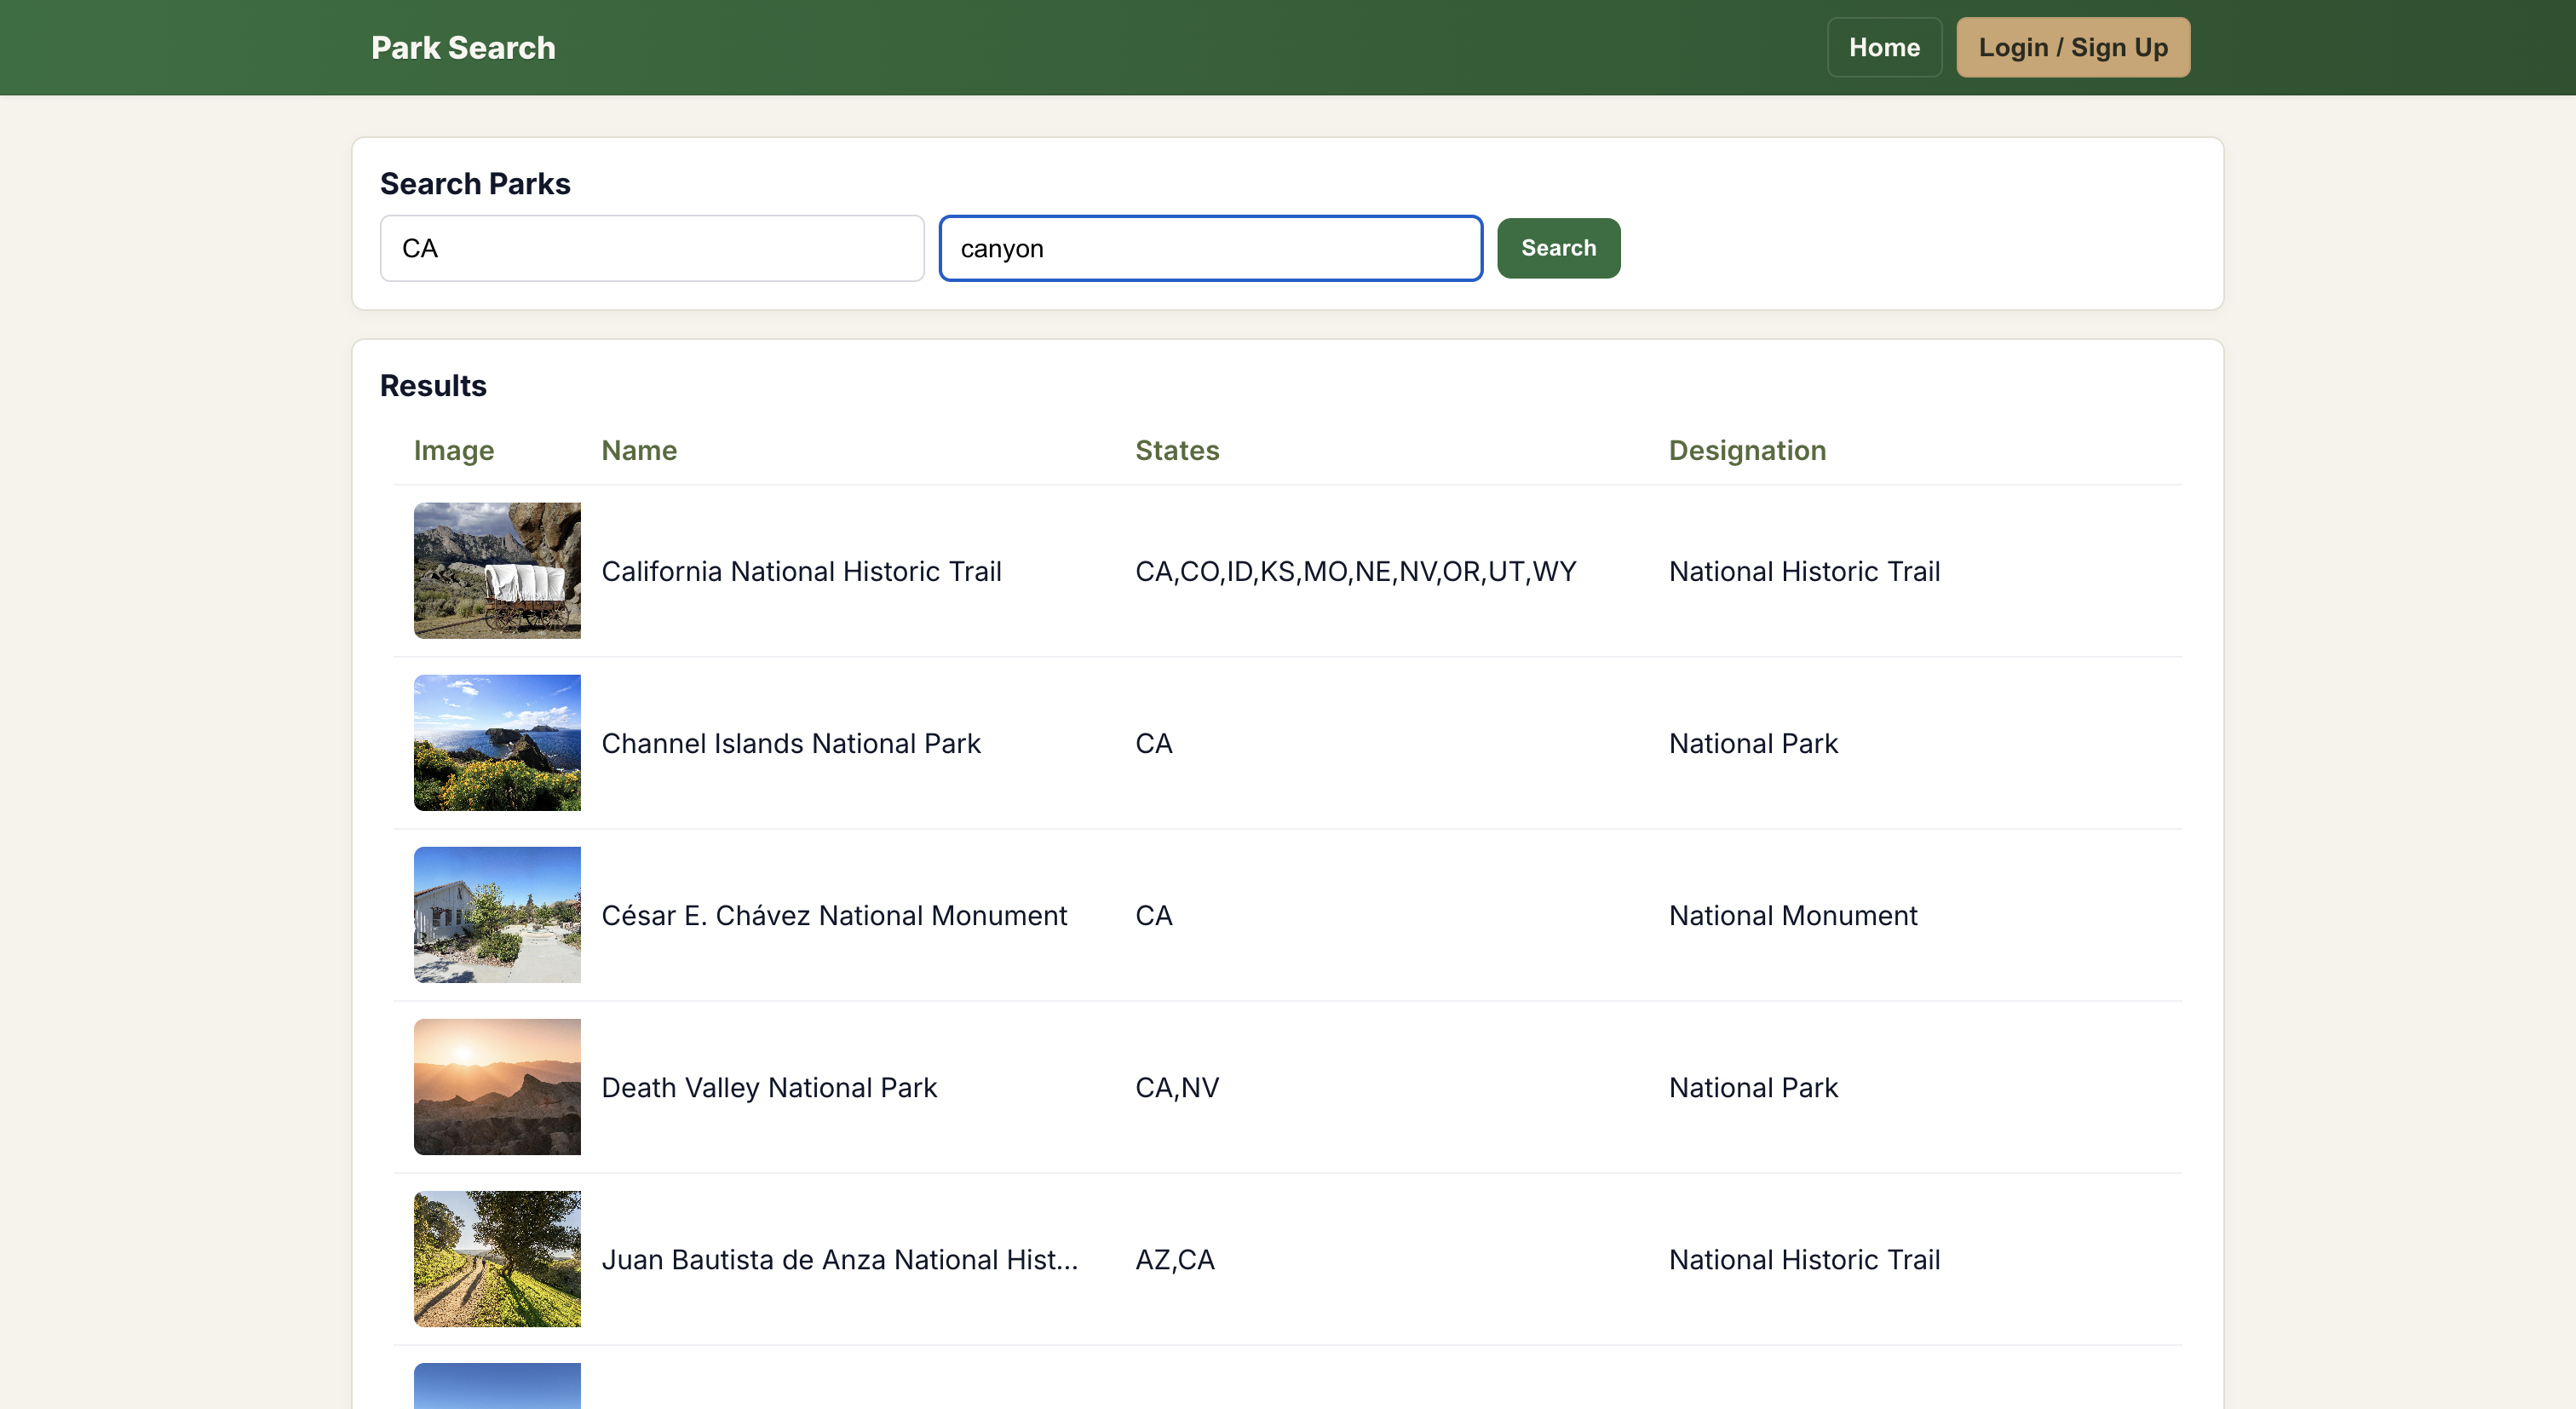 Park Search
Home
Login / Sign Up
Search Parks
CA
canyon
Search
Results
Image Name States Designation
California National Historic Trail CA,CO,ID,KS,MO,NE,NV,OR,UT,WY National Historic Trail
Channel Islands National Park CA National Park
César E. Chávez National Monument CA National Monument
Death Valley National Park CA,NV National Park
Juan Bautista de Anza National Hist... AZ,CA National Historic Trail